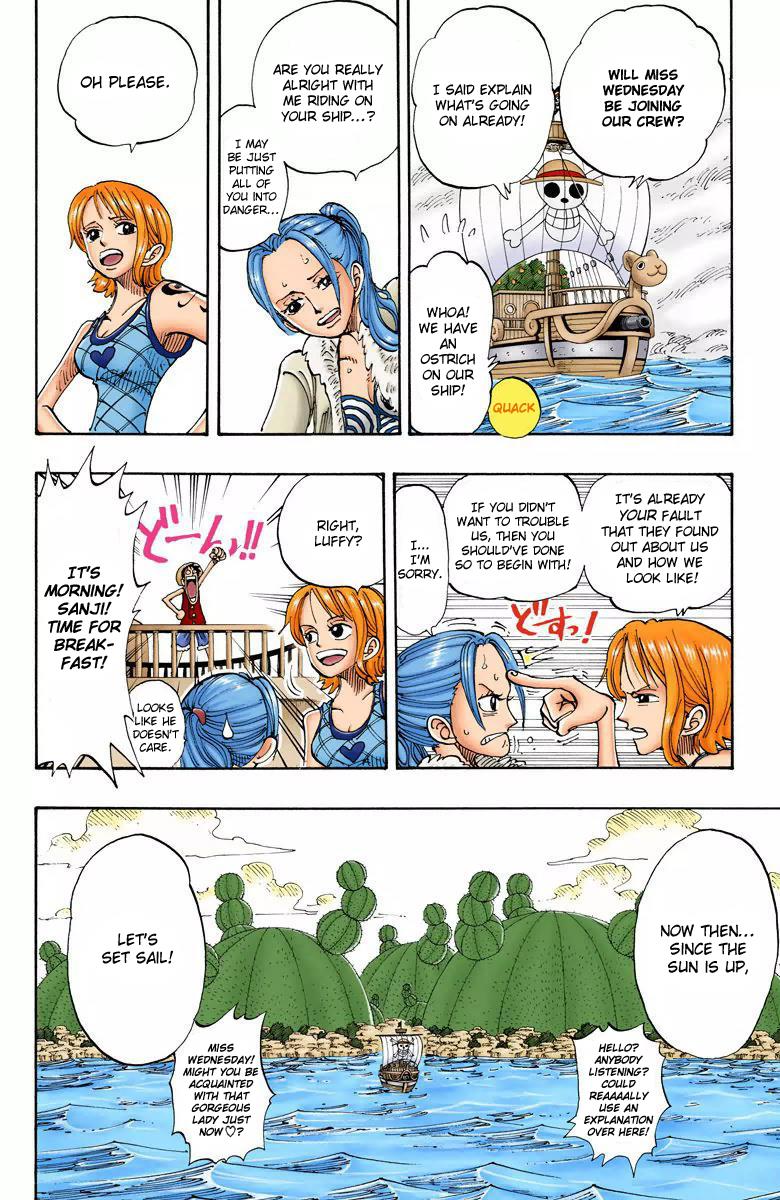 WILL MISS
WEDNESDAY
BE JOINING
OUR CREW?
I SAID EXPLAIN
WHAT'S GOING
ON ALREADY!
WHOA!
WE HAVE
AN
OSTRICH
ON OUR
SHIP!
QUACK
ARE YOU REALLY
ALRIGHT WITH
ME RIDING ON
YOUR SHIP...?
I MAY
BE JUST
PUTTING
ALL OF
YOU INTO
DANGER...
OH PLEASE.
IT'S ALREADY
YOUR FAULT
THAT THEY FOUND
OUT ABOUT US
AND HOW WE
LOOK LIKE!
IF YOU DIDN'T
WANT TO TROUBLE
US, THEN YOU
SHOULD'VE DONE
SO TO BEGIN WITH!
I...
I'M
SORRY.
どすっ!
RIGHT,
LUFFY?
どーんっ!!
IT'S
MORNING!
SANJI!
TIME FOR
BREAK-
FAST!
LOOKS
LIKE HE
DOESN'T
CARE.
NOW THEN...
SINCE THE
SUN IS UP,
HELLO?
ANYBODY
LISTENING?
COULD
REAAAALLY
USE AN
EXPLANATION
OVER HERE!
LET'S
SET SAIL!
MISS
WEDNESDAY!
MIGHT YOU BE
ACQUAINTED
WITH THAT
GORGEOUS
LADY JUST
NOW♡?